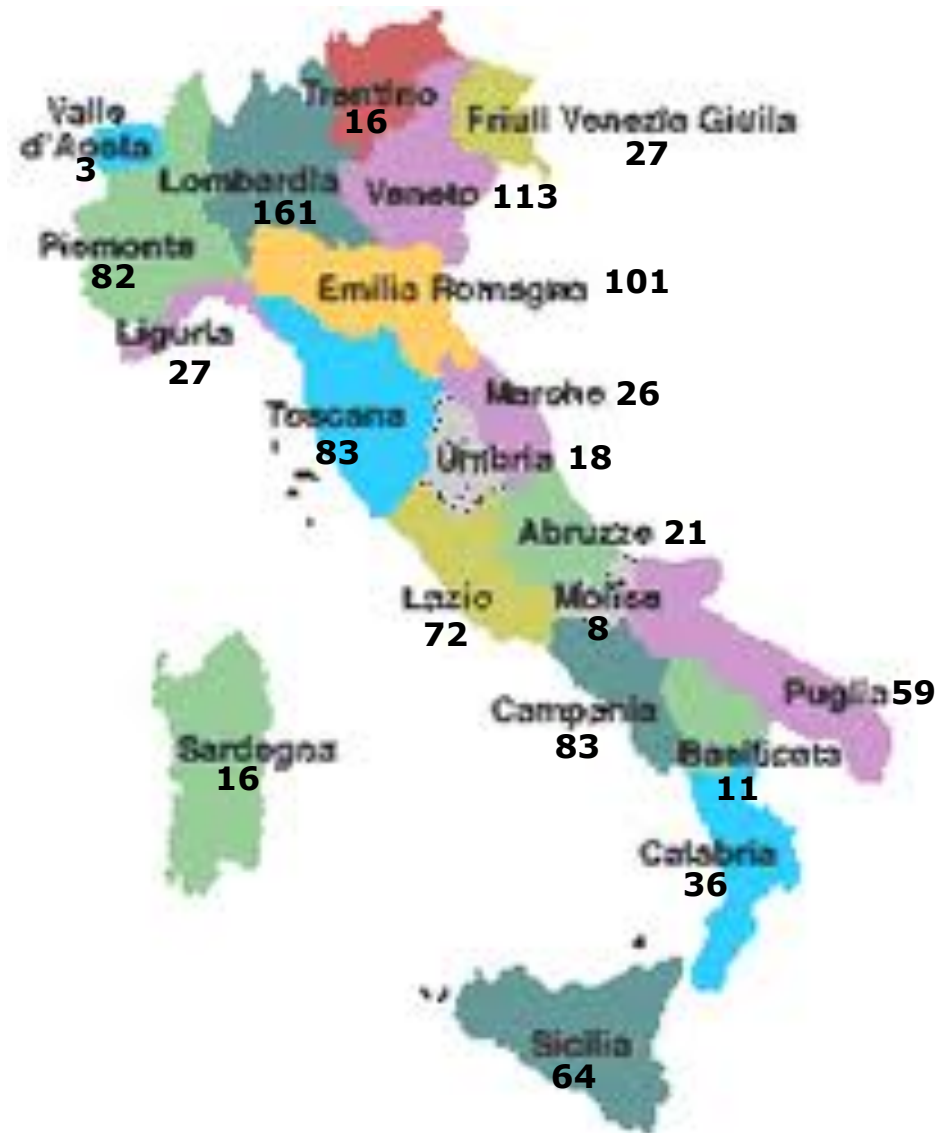 Trentino
16
Valle
d'Aosta
3
Friuli Venezia Giulia
27
Lombardia
161
Veneto 113
Piemonte
82
Emilia Romagna 101
Liguria
27
Marche 26
Toscana
83
Umbria 18
Abruzzo 21
Lazio
72
Molise
8
Puglia 59
Campania
83
Sardegna
16
Basilicata
11
Calabria
36
Sicilia
64